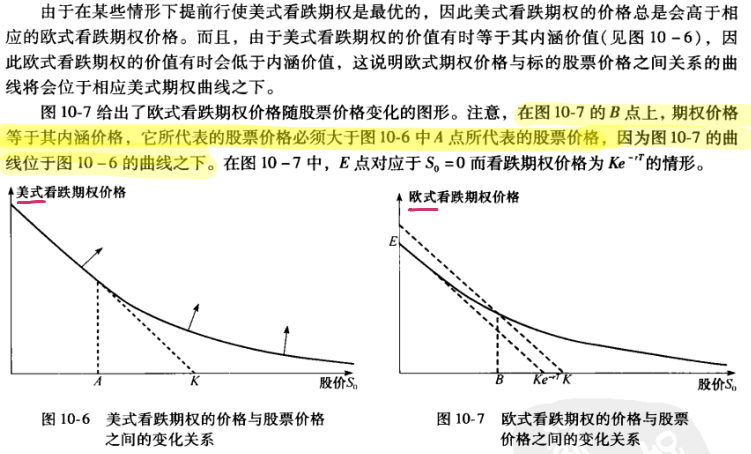 由于在某些情形下提前行使美式看跌期权是最优的，因此美式看跌期权的价格总是会高于相
应的欧式看跌期权价格。而且，由于美式看跌期权的价值有时等于其内涵价值(见图 10-6)，因
此欧式看跌期权的价值有时会低于内涵价值，这说明欧式期权价格与标的股票价格之间关系的曲
线将会位于相应美式期权曲线之下。
图 10-7 给出了欧式看跌期权价格随股票价格变化的图形。注意，在图 10-7 的 B 点上，期权价格
等于其内涵价格，它所代表的股票价格必须大于图 10-6 中 A 点所代表的股票价格，因为图 10-7 的曲
线位于图 10-6 的曲线之下。在图 10-7 中，E 点对应于 S₀ =0 而看跌期权价格为 Ke⁻ʳᵀ的情形。
美式看跌期权价格
A
K
股价S₀
图 10-6 美式看跌期权的价格与股票价格
之间的变化关系
欧式看跌期权价格
E
B
Ke⁻ʳᵀ
K
股价S₀
图 10-7 欧式看跌期权的价格与股票
价格之间的变化关系